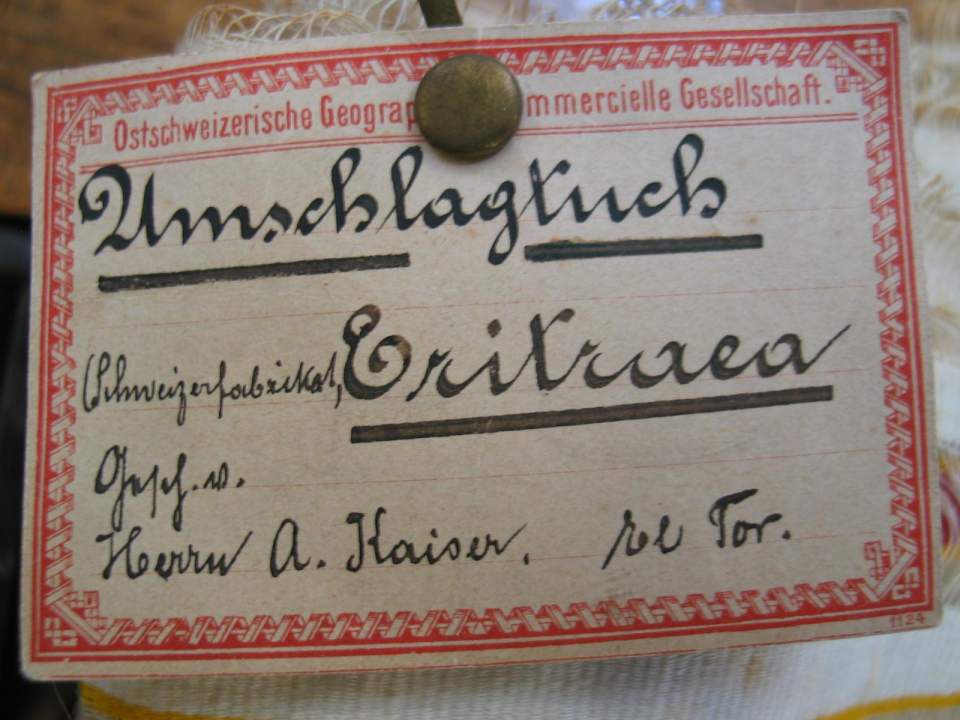 Ostschweizerische Geograp mmercielle Gesellschaft.
Umschlagtuch
(Schweizerfabrikat, Eritraea
Gesch. v.
Herrn A. Kaiser. El Tor.
1124